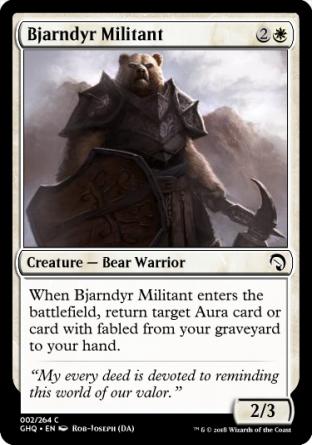 Bjarndyr Militant 2
Creature — Bear Warrior
When Bjarndyr Militant enters the
battlefield, return target Aura card or
card with fabled from your graveyard
to your hand.
“My every deed is devoted to reminding
this world of our valor.”
2/3
002/264 C
GHQ • EN Rob-Joseph (DA)
™ & © 2018 Wizards of the Coast